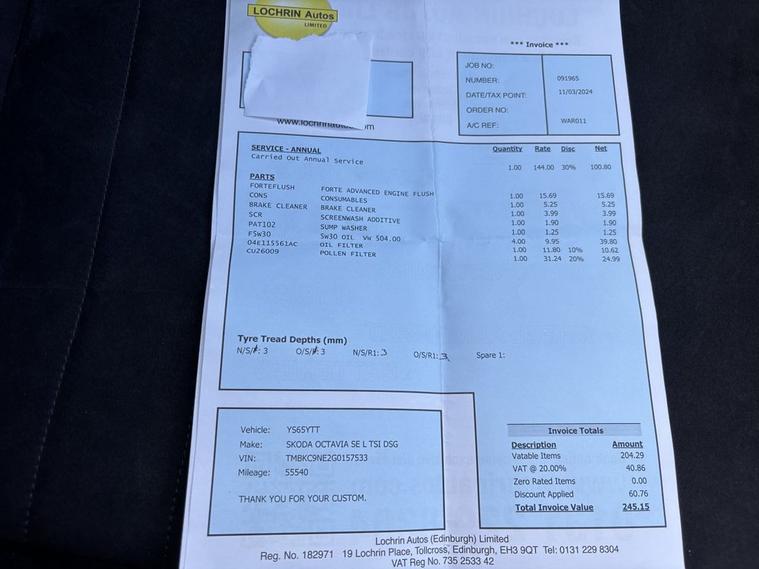 LOCHRIN Autos
LIMITED
*** Invoice ***
JOB NO:
NUMBER: 091965
DATE/TAX POINT: 11/03/2024
ORDER NO:
A/C REF: WAR011
www.lochrinautos. m
SERVICE - ANNUAL Quantity Rate Disc Net
Carried Out Annual Service 1.00 144.00 30% 100.80
PARTS
FORTEFLUSH FORTE ADVANCED ENGINE FLUSH 1.00 15.69 15.69
CONS CONSUMABLES 1.00 5.25 5.25
BRAKE CLEANER BRAKE CLEANER 1.00 3.99 3.99
SCR SCREENWASH ADDITIVE 1.00 1.90 1.90
PAT102 SUMP WASHER 1.00 1.25 1.25
F5W30 5W30 OIL VW 504.00 4.00 9.95 39.80
04E115561AC OIL FILTER 1.00 11.80 10% 10.62
CU26009 POLLEN FILTER 1.00 31.24 20% 24.99
Tyre Tread Depths (mm)
N/S/F: 3 O/S/F: 3 N/S/R1: 3 O/S/R1: 3 Spare 1:
Vehicle: YS65YTT
Make: SKODA OCTAVIA SE L TSI DSG
VIN: TMBKC9NE2G0157533
Mileage: 55540
THANK YOU FOR YOUR CUSTOM.
Invoice Totals
Description Amount
Vatable Items 204.29
VAT @ 20.00% 40.86
Zero Rated Items 0.00
Discount Applied 60.76
Total Invoice Value 245.15
Lochrin Autos (Edinburgh) Limited
Reg. No. 182971 19 Lochrin Place, Tollcross, Edinburgh, EH3 9QT Tel: 0131 229 8304
VAT Reg No. 735 2533 42